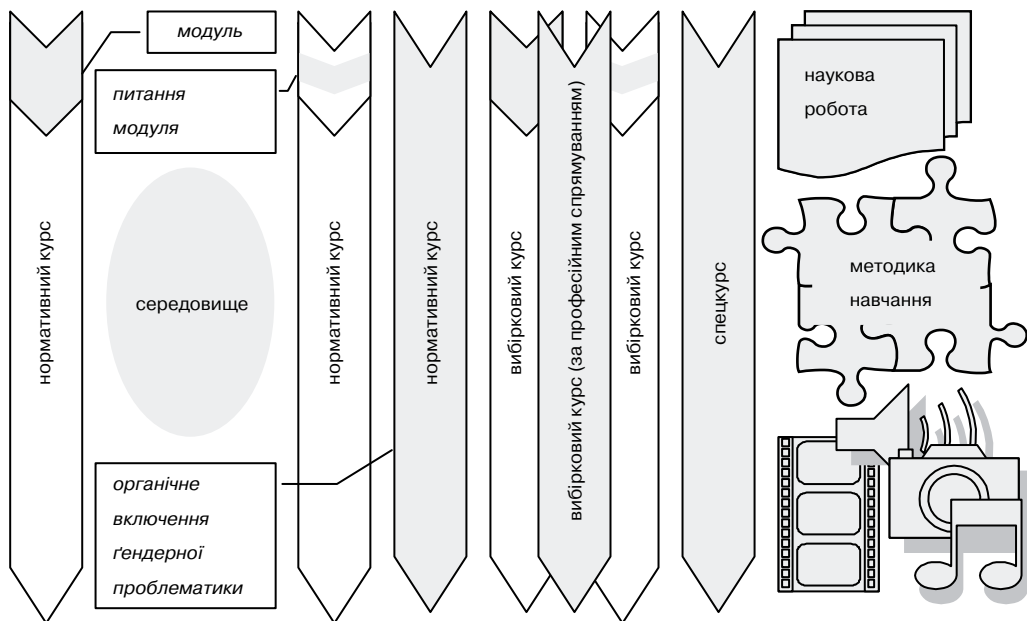 модуль
питання
модуля
нормативний курс
середовище
нормативний курс
органічне
включення
ґендерної
проблематики
нормативний курс
вибірковий курс
вибірковий курс (за професійним спрямуванням)
вибірковий курс
спецкурс
наукова
робота
методика
навчання